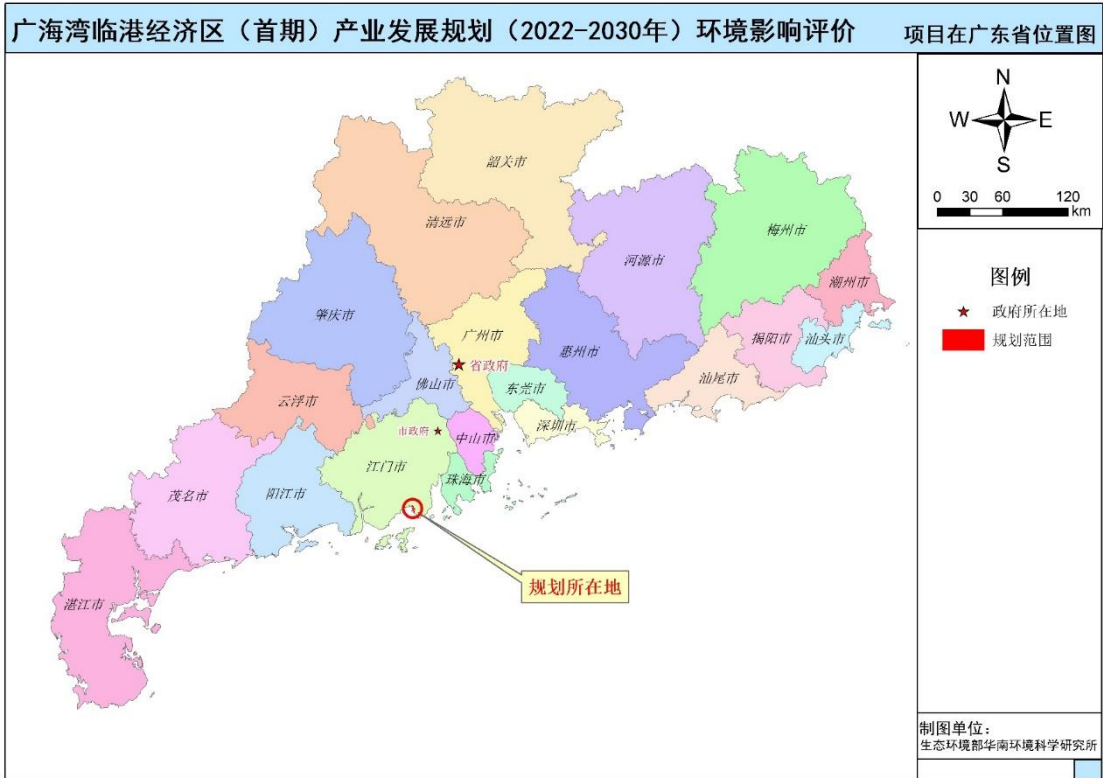 广海湾临港经济区（首期）产业发展规划（2022-2030年）环境影响评价
项目在广东省位置图
N
W E
S
0 30 60 120
km
图例
政府所在地
规划范围
韶关市
清远市
河源市
梅州市
潮州市
肇庆市
广州市
惠州市
揭阳市
汕头市
省政府
佛山市
东莞市
汕尾市
云浮市
深圳市
市政府
中山市
江门市
珠海市
茂名市
阳江市
规划所在地
湛江市
制图单位：
生态环境部华南环境科学研究所